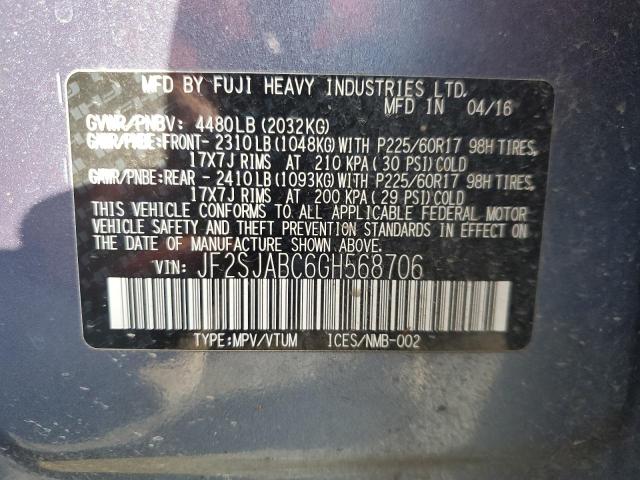 MFD BY FUJI HEAVY INDUSTRIES LTD.
MFD IN 04/16
GVWR/PNBV: 4480LB (2032KG)
GAWR/PNBE:FRONT- 2310LB(1048KG)WITH P225/60R17 98H TIRES,
17X7J RIMS AT 210 KPA( 30 PSI)COLD
GAWR/PNBE:REAR - 2410LB(1093KG)WITH P225/60R17 98H TIRES,
17X7J RIMS AT 200 KPA( 29 PSI)COLD
THIS VEHICLE CONFORMS TO ALL APPLICABLE FEDERAL MOTOR
VEHICLE SAFETY AND THEFT PREVENTION STANDARDS IN EFFECT ON
THE DATE OF MANUFACTURE SHOWN ABOVE.
VIN: JF2SJABC6GH568706
TYPE:MPV/VTUM ICES/NMB-002